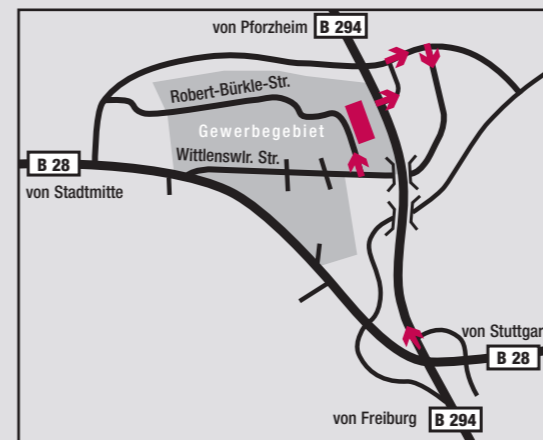 von Pforzheim B 294
Robert-Bürkle-Str.
Gewerbegebiet
Wittlenswlr. Str.
B 28
von Stadtmitte
von Stuttgar
B 28
von Freiburg B 294